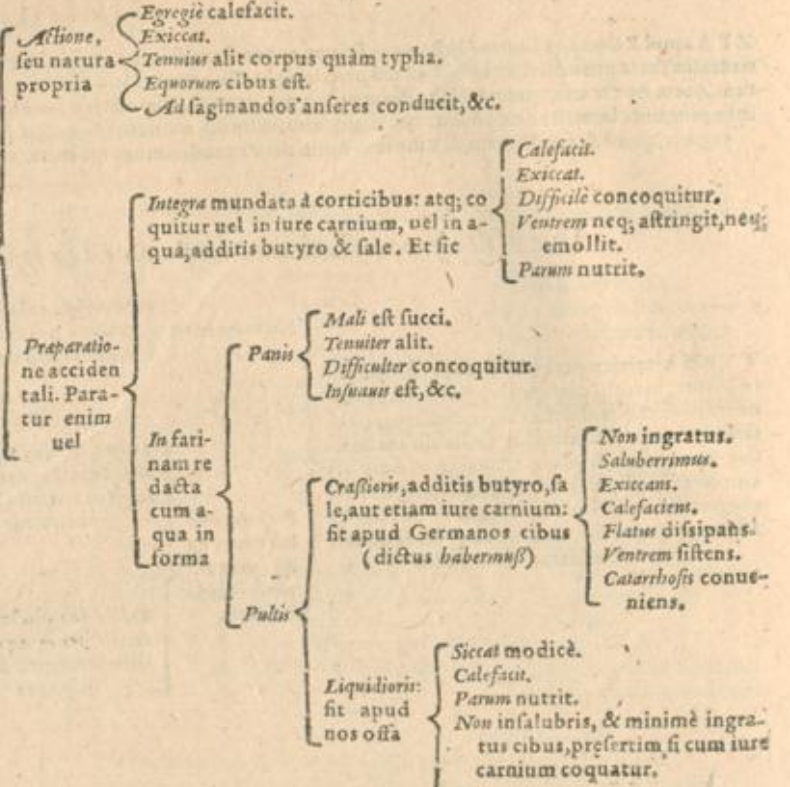 Actione,
seu natura
propria
Egregiè calefacit.
Exiccat.
Tenuius alit corpus quàm typha.
Equorum cibus est.
Ad saginandos anseres conducit, &c.
Præparatio-
ne acciden
tali. Para-
tur enim
uel
Integra mundata à corticibus: atq; co
quitur uel in iure carnium, uel in a-
qua, additis butyro & sale. Et sic
Calefacit.
Exiccat.
Difficilè concoquitur.
Ventrem neq; astringit, neq;
emollit.
Parum nutrit.
In fari-
nam re
dacta
cum a-
qua in
forma
Panis
Mali est succi.
Tenuiter alit.
Difficulter concoquitur.
Insuauis est, &c.
Pultis
Crassioris, additis butyro, sa
le, aut etiam iure carnium:
fit apud Germanos cibus
(dictus habermuß)
Non ingratus.
Saluberrimus.
Exiccans.
Calefaciens.
Flatus dissipans.
Ventrem sistens.
Catarrhosis conue-
niens.
Liquidioris:
fit apud
nos offa
Siccat modicè.
Calefacit.
Parum nutrit.
Non insalubris, & minimè ingra-
tus cibus, præsertim si cum iure
carnium coquatur.